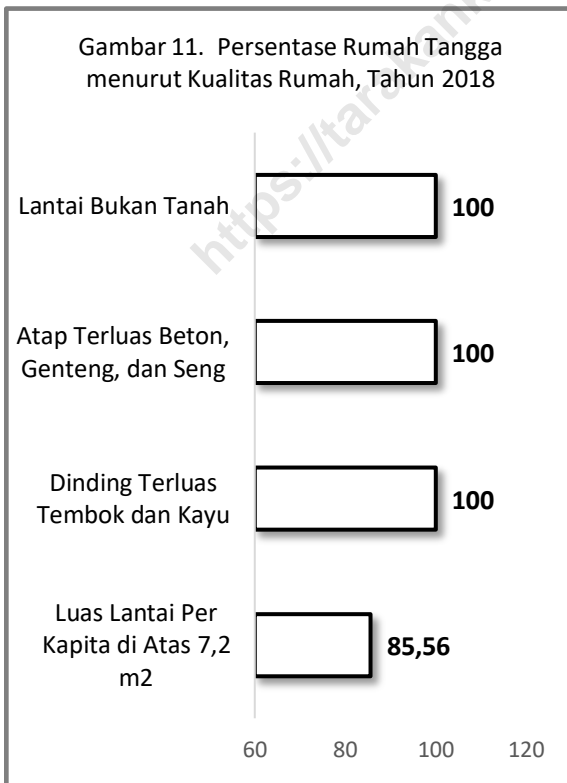 Gambar 11. Persentase Rumah Tangga
menurut Kualitas Rumah, Tahun 2018
https://tarakank
Lantai Bukan Tanah
100
Atap Terluas Beton,
Genteng, dan Seng
100
Dinding Terluas
Tembok dan Kayu
100
Luas Lantai Per
Kapita di Atas 7,2
m2
85,56
60 80 100 120